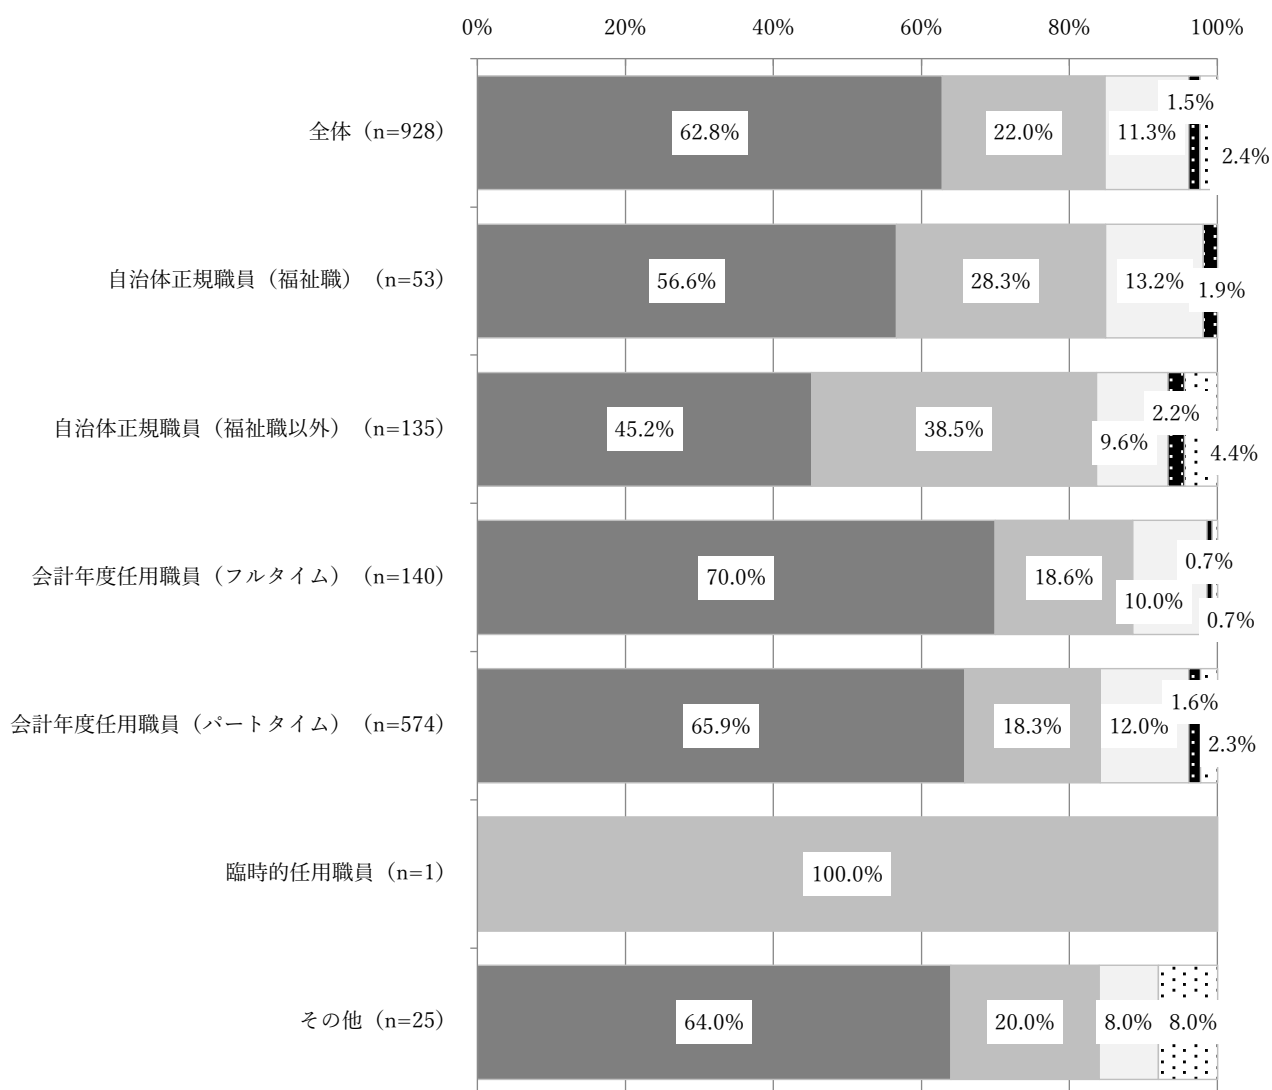 0% 20% 40% 60% 80% 100%
全体（n=928） 62.8% 22.0% 11.3% 1.5% 2.4%
自治体正規職員（福祉職）（n=53） 56.6% 28.3% 13.2% 1.9%
自治体正規職員（福祉職以外）（n=135） 45.2% 38.5% 9.6% 2.2% 4.4%
会計年度任用職員（フルタイム）（n=140） 70.0% 18.6% 10.0% 0.7% 0.7%
会計年度任用職員（パートタイム）（n=574） 65.9% 18.3% 12.0% 1.6% 2.3%
臨時的任用職員（n=1） 100.0%
その他（n=25） 64.0% 20.0% 8.0% 8.0%